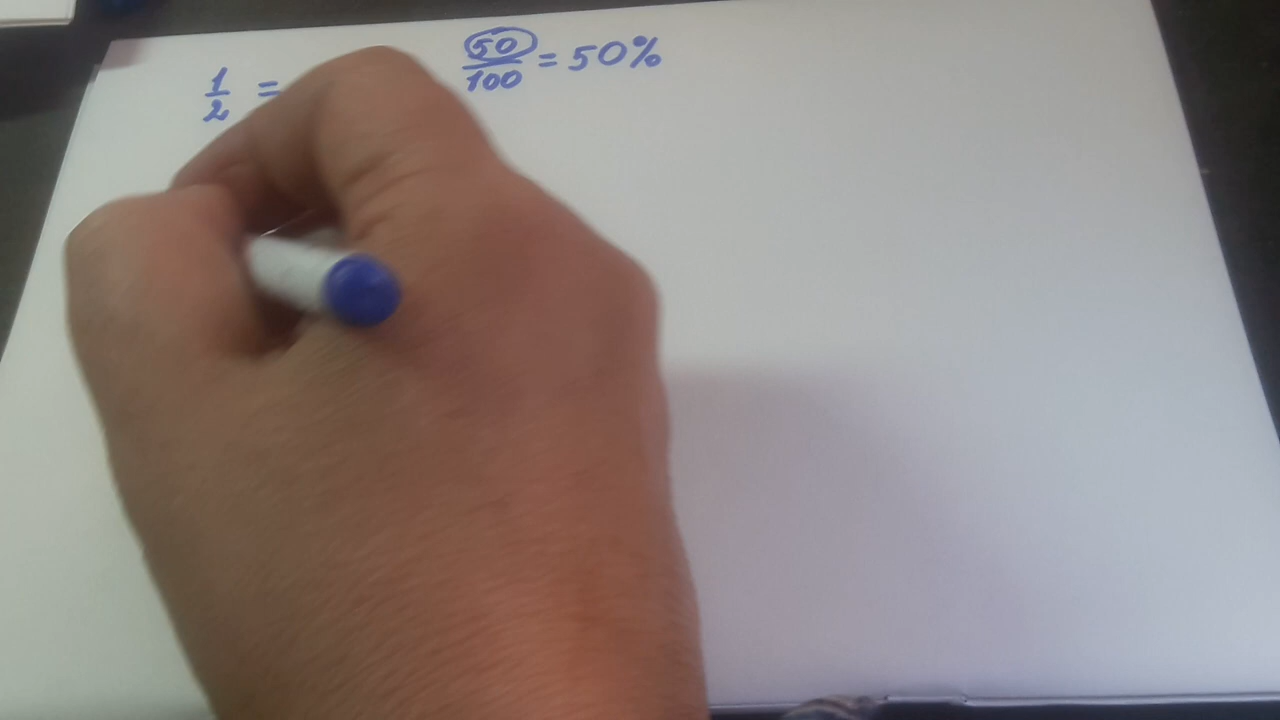 1/2 = 50/100 = 50%